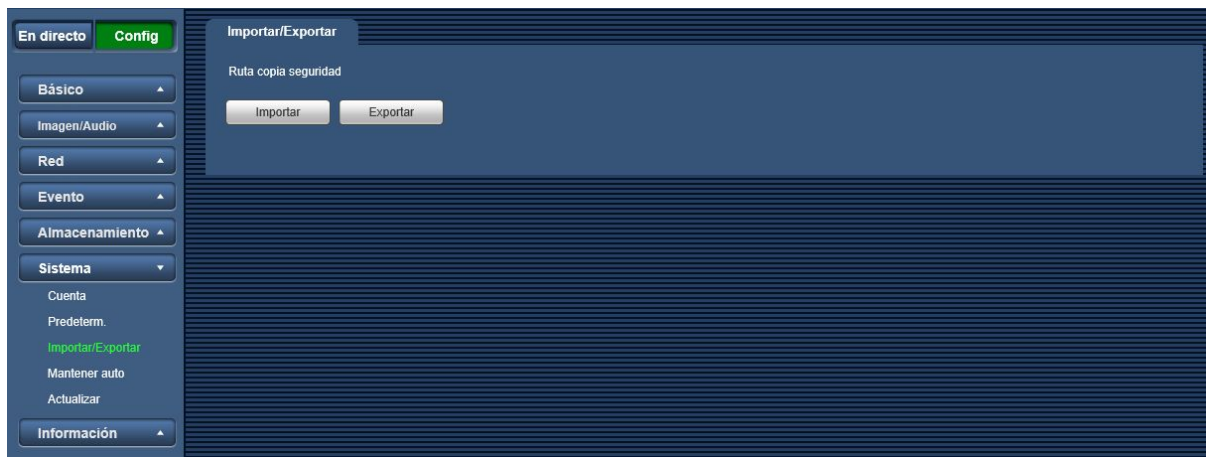 En directo
Config
Básico
Imagen/Audio
Red
Evento
Almacenamiento
Sistema
Cuenta
Predeterm.
Importar/Exportar
Mantener auto
Actualizar
Información
Importar/Exportar
Ruta copia seguridad
Importar
Exportar